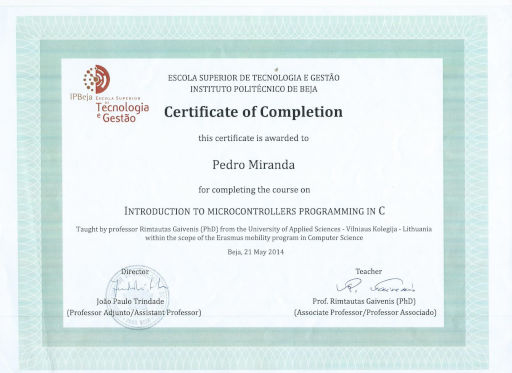 IPBeja
ESCOLA SUPERIOR
Tecnologia
e Gestão
ESCOLA SUPERIOR DE TECNOLOGIA E GESTÃO
INSTITUTO POLITÉCNICO DE BEJA
Certificate of Completion
this certificate is awarded to
Pedro Miranda
for completing the course on
INTRODUCTION TO MICROCONTROLLERS PROGRAMMING IN C
Taught by professor Rimtautas Gaivenis (PhD) from the University of Applied Sciences - Vilniaus Kolegija - Lithuania
within the scope of the Erasmus mobility program in Computer Science
Beja, 21 May 2014
Director
João Paulo Trindade
(Professor Adjunto/Assistant Professor)
Teacher
Prof. Rimtautas Gaivenis (PhD)
(Associate Professor/Professor Associado)